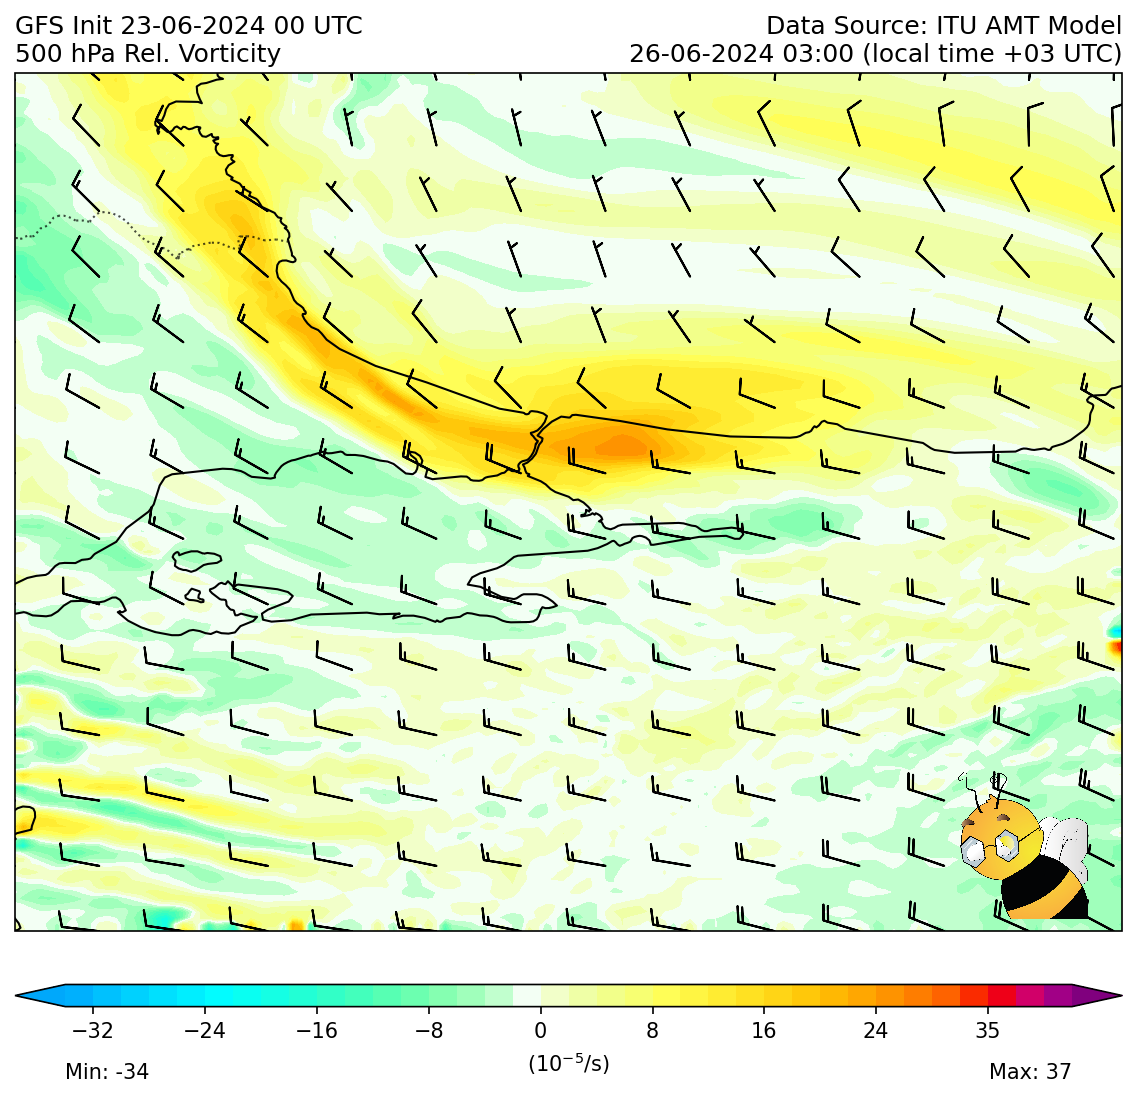 GFS Init 23-06-2024 00 UTC
Data Source: ITU AMT Model
500 hPa Rel. Vorticity
26-06-2024 03:00 (local time +03 UTC)
−32 −24 −16 −8 0 8 16 24 35
(10⁻⁵/s)
Min: -34
Max: 37